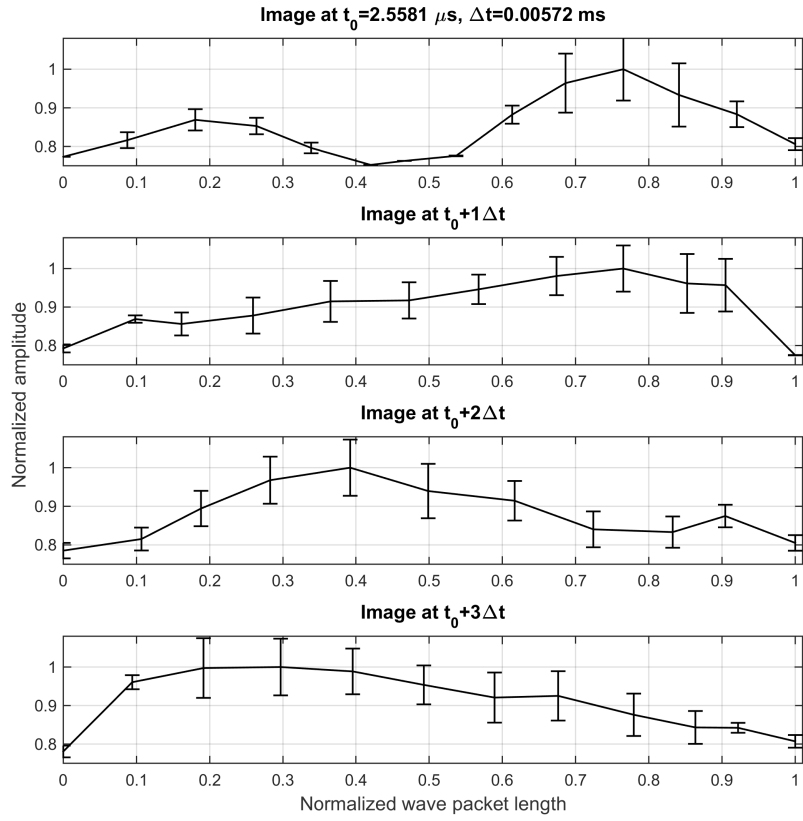 Image at t0=2.5581 μs, Δt=0.00572 ms
1
0.9
0.8
0 0.1 0.2 0.3 0.4 0.5 0.6 0.7 0.8 0.9 1
Image at t0+1Δt
1
0.9
0.8
0 0.1 0.2 0.3 0.4 0.5 0.6 0.7 0.8 0.9 1
Normalized amplitude
Image at t0+2Δt
1
0.9
0.8
0 0.1 0.2 0.3 0.4 0.5 0.6 0.7 0.8 0.9 1
Image at t0+3Δt
1
0.9
0.8
0 0.1 0.2 0.3 0.4 0.5 0.6 0.7 0.8 0.9 1
Normalized wave packet length